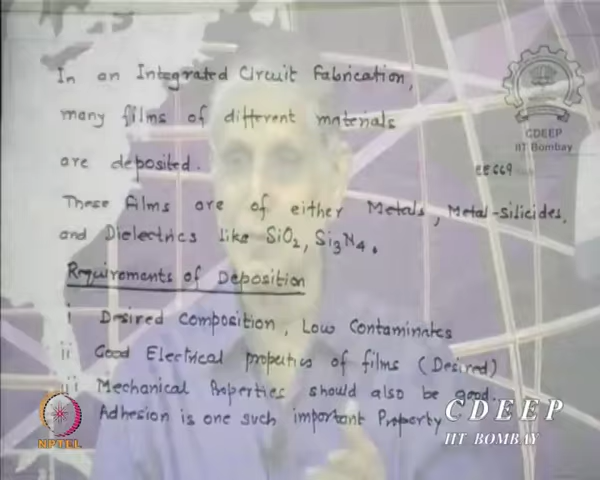 In an Integrated Circuit Fabrication,
many films of different materials
are deposited.
CDEEP
IIT Bombay
EE669
These Films are of either Metals, Metal-silicides,
and Dielectrics like SiO2, Si3N4.
Requirements of Deposition
i Desired Composition, Low Contaminates
ii Good Electrical properties of films (Desired)
iii Mechanical Properties should also be good.
Adhesion is one such important Property
NPTEL
CDEEP
IIT BOMBAY